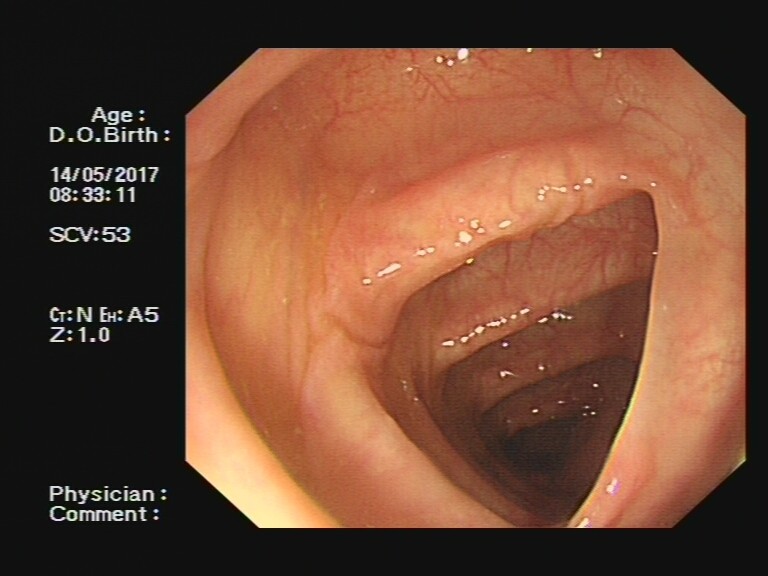 Age:
D.O.Birth:
14/05/2017
08:33:11
SCV:53
CT:N EH:A5
Z:1.0
Physician:
Comment: